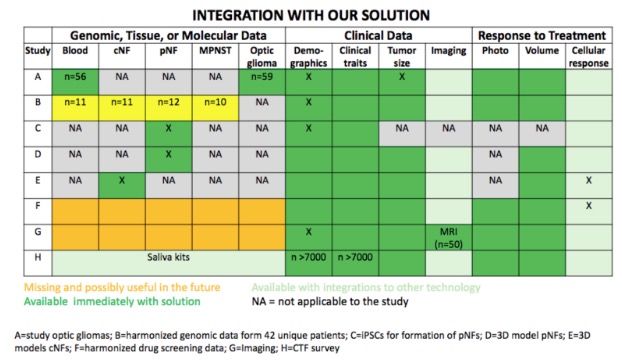 INTEGRATION WITH OUR SOLUTION
Genomic, Tissue, or Molecular Data Clinical Data Response to Treatment
Study Blood cNF pNF MPNST Optic glioma Demo-graphics Clinical traits Tumor size Imaging Photo Volume Cellular response
A n=56 NA NA NA n=59 X X
B n=11 n=11 n=12 n=10 NA X
C NA NA X NA NA X NA NA NA NA
D NA NA X NA NA NA
E NA X NA NA NA NA X
F X
G X MRI (n=50)
H Saliva kits n >7000 n >7000
Missing and possibly useful in the future Available with integrations to other technology
Available immediately with solution NA = not applicable to the study
A=study optic gliomas; B=harmonized genomic data form 42 unique patients; C=iPSCs for formation of pNFs; D=3D model pNFs; E=3D
models cNFs; F=harmonized drug screening data; G=Imaging; H=CTF survey